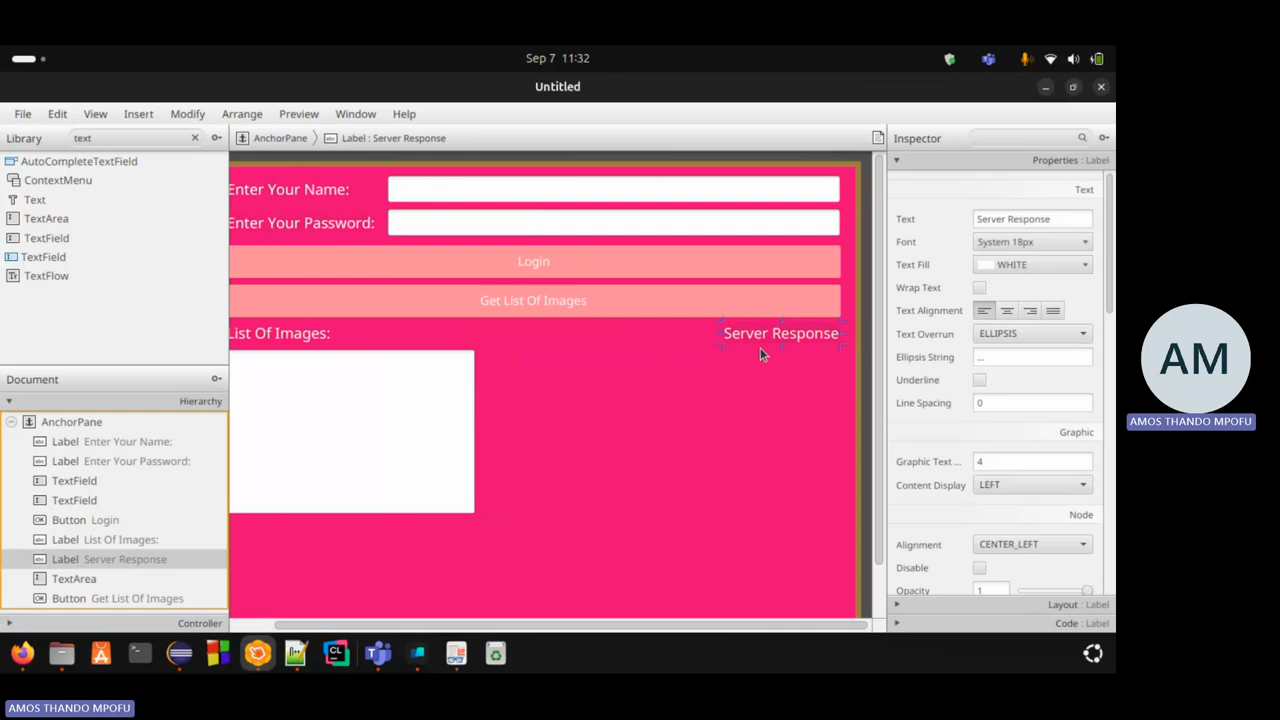 Sep 7 11:32
Untitled
File Edit View Insert Modify Arrange Preview Window Help
Library text
AnchorPane Label : Server Response
Inspector
AutoCompleteTextField
ContextMenu
Text
TextArea
TextField
TextField
TextFlow
Document
Hierarchy
AnchorPane
Label Enter Your Name:
Label Enter Your Password:
TextField
TextField
Button Login
Label List Of Images:
Label Server Response
TextArea
Button Get List Of Images
Controller
Enter Your Name:
Enter Your Password:
Login
Get List Of Images
List Of Images:
Server Response
Properties : Label
Text
Text Server Response
Font System 18px
Text Fill WHITE
Wrap Text
Text Alignment
Text Overrun ELLIPSIS
Ellipsis String ...
Underline
Line Spacing 0
Graphic
Graphic Text ... 4
Content Display LEFT
Node
Alignment CENTER_LEFT
Disable
Opacity 1
Layout : Label
Code : Label
CL
AM
AMOS THANDO MPOFU
AMOS THANDO MPOFU